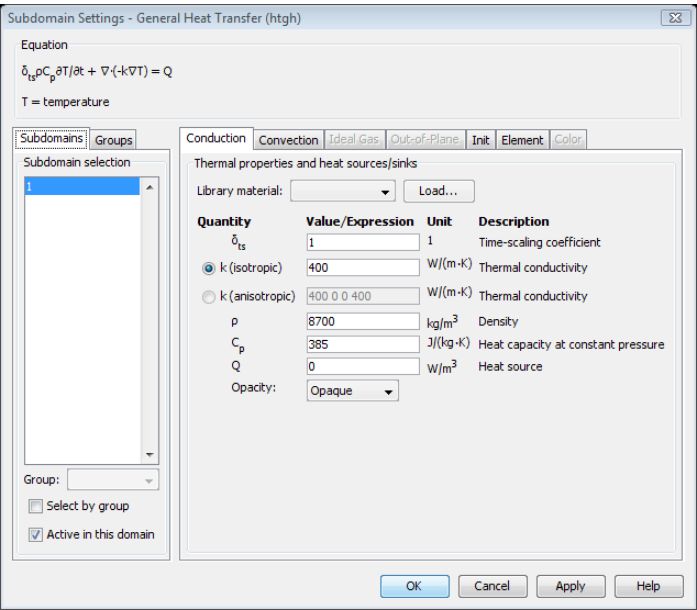 Subdomain Settings - General Heat Transfer (htgh)
Equation
δtsρCp∂T/∂t + ∇·(-k∇T) = Q
T = temperature
Subdomains Groups
Subdomain selection
1
Group:
Select by group
Active in this domain
Conduction Convection Ideal Gas Out-of-Plane Init Element Color
Thermal properties and heat sources/sinks
Library material: Load...
Quantity Value/Expression Unit Description
δts 1 1 Time-scaling coefficient
k (isotropic) 400 W/(m·K) Thermal conductivity
k (anisotropic) 400 0 0 400 W/(m·K) Thermal conductivity
ρ 8700 kg/m³ Density
Cp 385 J/(kg·K) Heat capacity at constant pressure
Q 0 W/m³ Heat source
Opacity: Opaque
OK Cancel Apply Help